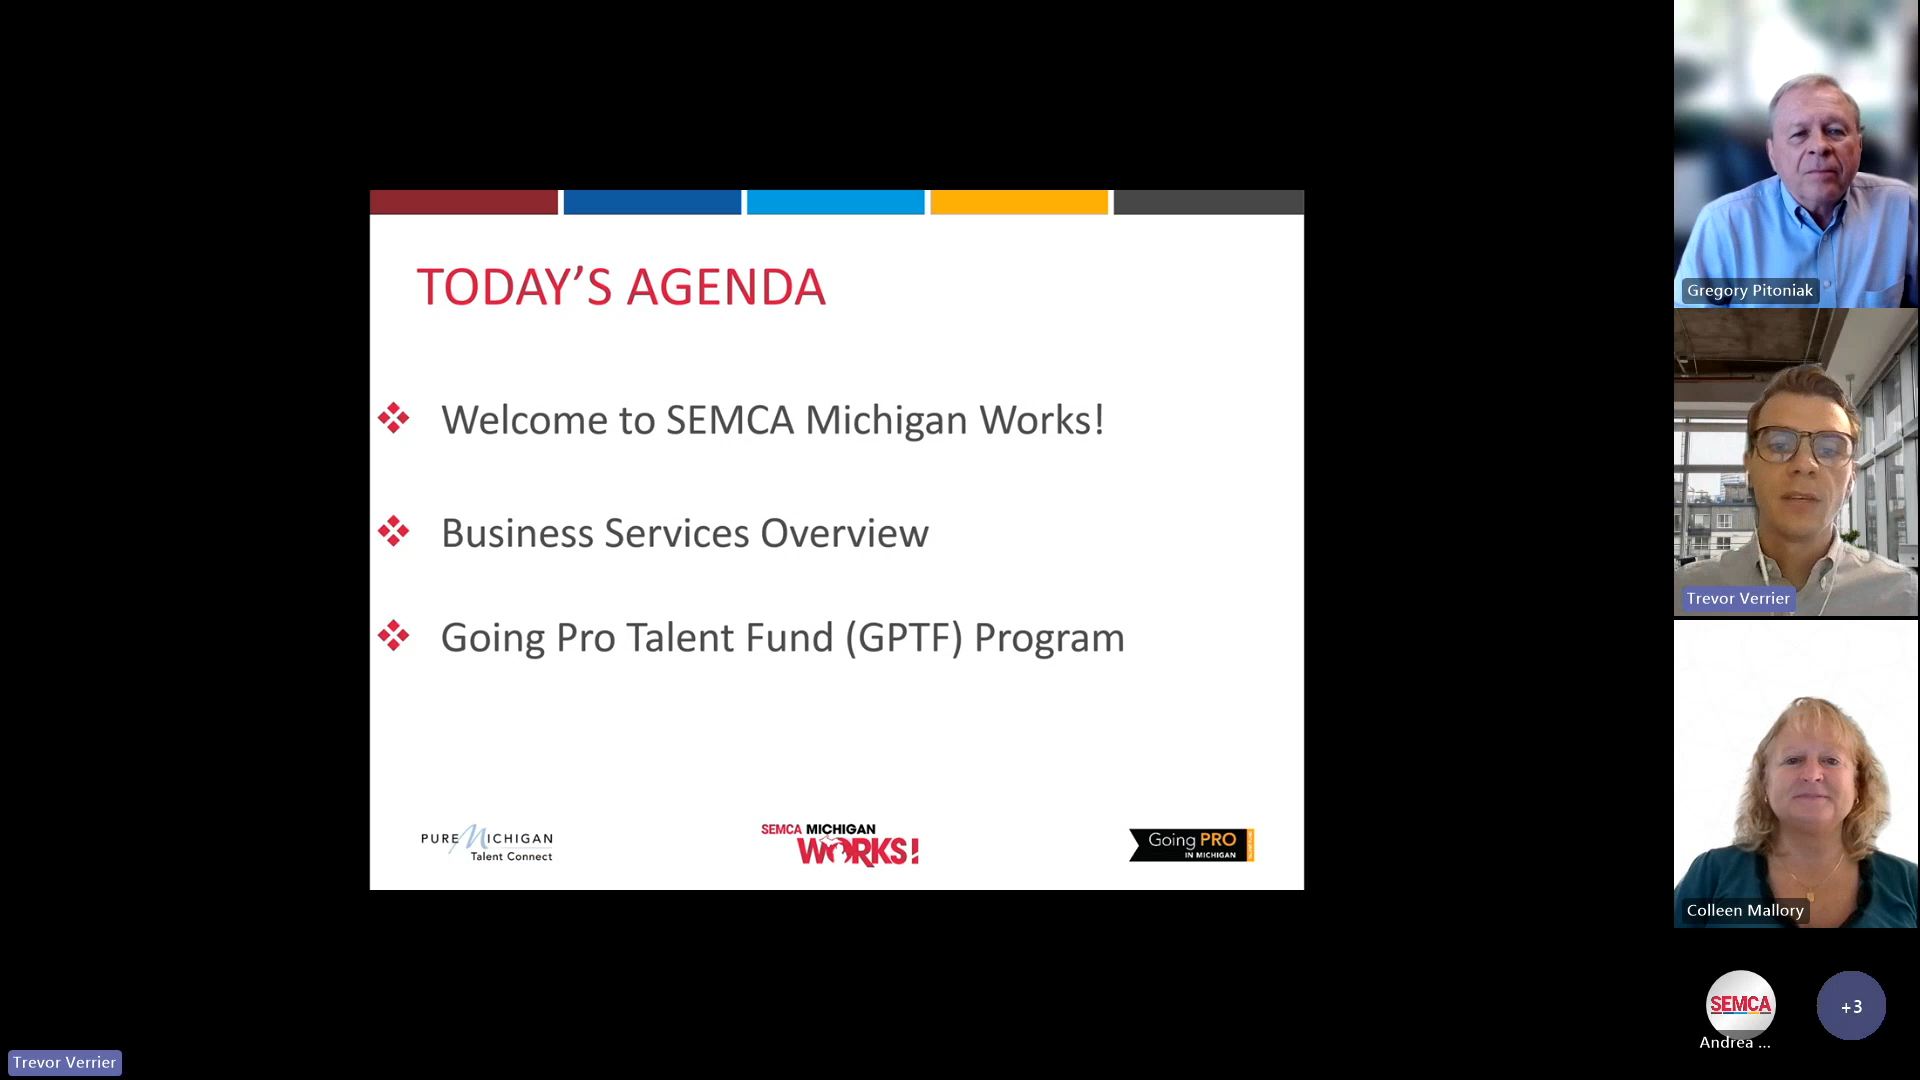 TODAY’S AGENDA
Welcome to SEMCA Michigan Works!
Business Services Overview
Going Pro Talent Fund (GPTF) Program
PURE MICHIGAN
Talent Connect
SEMCA MICHIGAN
WORKS!
Going PRO
IN MICHIGAN
Gregory Pitoniak
Trevor Verrier
Colleen Mallory
SEMCA
Andrea ...
+3
Trevor Verrier